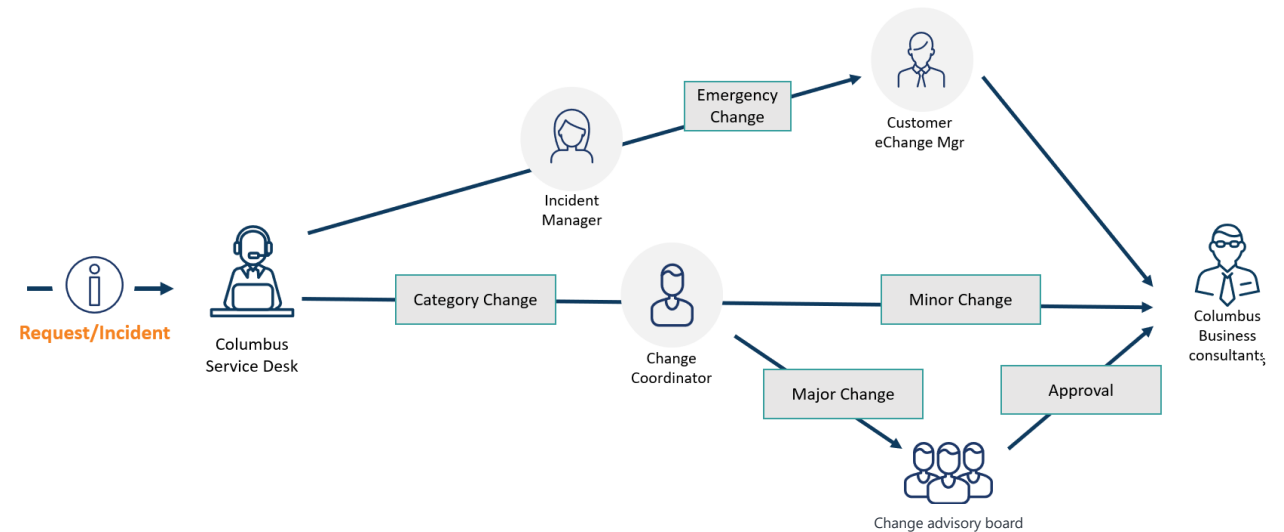 Request/Incident
Columbus
Service Desk
Incident
Manager
Emergency
Change
Customer
eChange Mgr
Category Change
Change
Coordinator
Minor Change
Major Change
Change advisory board
Approval
Columbus
Business
consultants